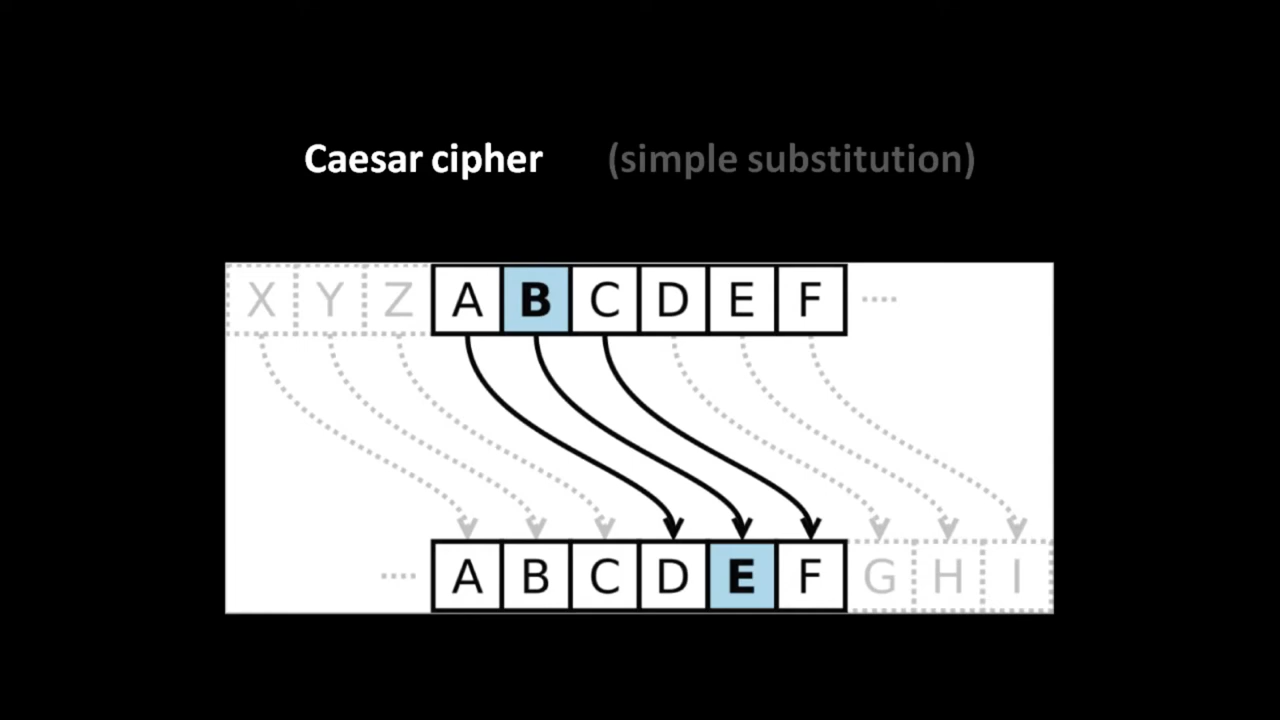 Caesar cipher (simple substitution)
X Y Z A B C D E F ....
.... A B C D E F G H I